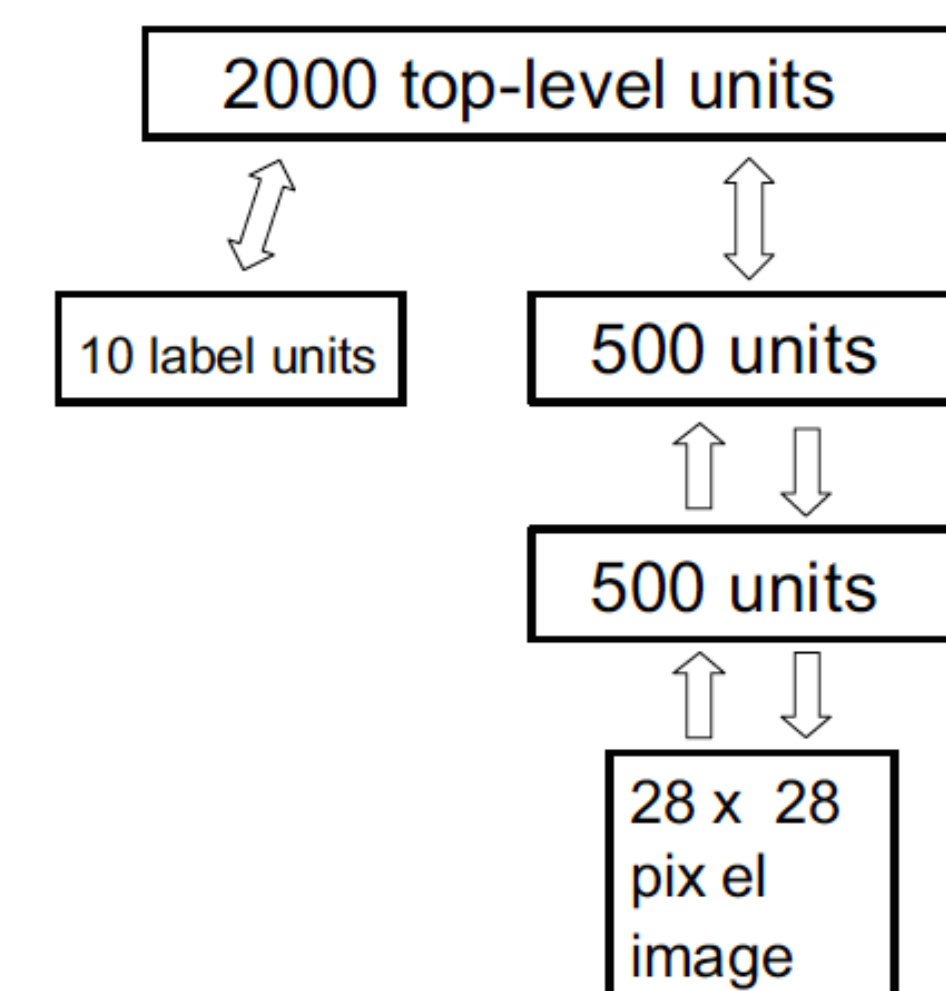 2000 top-level units
10 label units
500 units
500 units
28 x 28
pix el
image